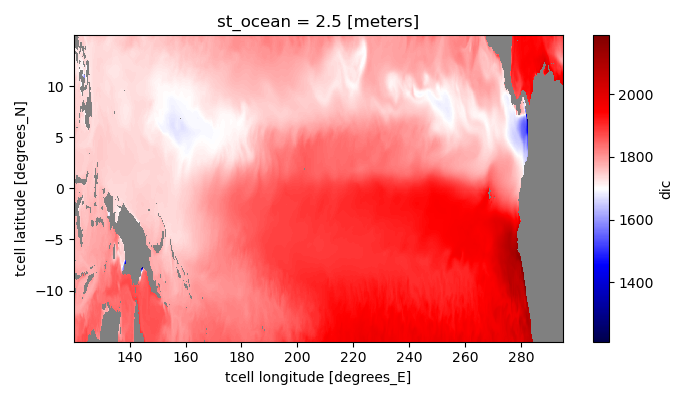 st_ocean = 2.5 [meters]
10
5
0
−5
−10
tcell latitude [degrees_N]
140 160 180 200 220 240 260 280
tcell longitude [degrees_E]
2000
1800
1600
1400
dic